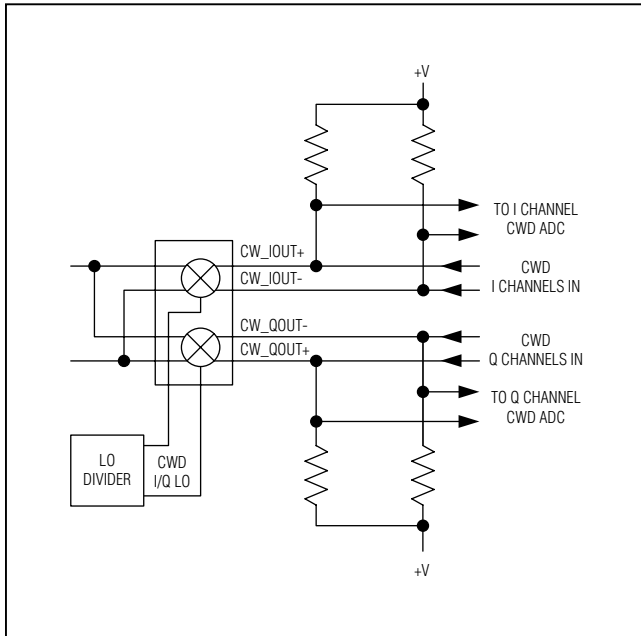 +V
TO I CHANNEL
CWD ADC
CW_IOUT+
CWD
I CHANNELS IN
CW_IOUT-
CW_QOUT-
CWD
Q CHANNELS IN
CW_QOUT+
TO Q CHANNEL
CWD ADC
LO
DIVIDER
CWD
I/Q LO
+V